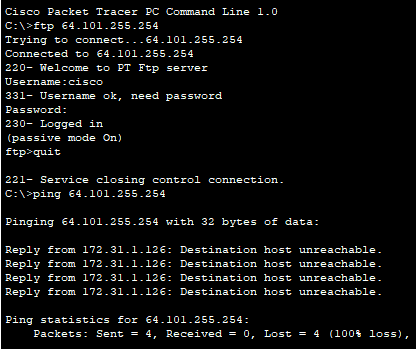 Cisco Packet Tracer PC Command Line 1.0
C:\>ftp 64.101.255.254
Trying to connect...64.101.255.254
Connected to 64.101.255.254
220- Welcome to PT Ftp server
Username:cisco
331- Username ok, need password
Password:
230- Logged in
(passive mode On)
ftp>quit
221- Service closing control connection.
C:\>ping 64.101.255.254
Pinging 64.101.255.254 with 32 bytes of data:
Reply from 172.31.1.126: Destination host unreachable.
Reply from 172.31.1.126: Destination host unreachable.
Reply from 172.31.1.126: Destination host unreachable.
Reply from 172.31.1.126: Destination host unreachable.
Ping statistics for 64.101.255.254:
Packets: Sent = 4, Received = 0, Lost = 4 (100% loss),